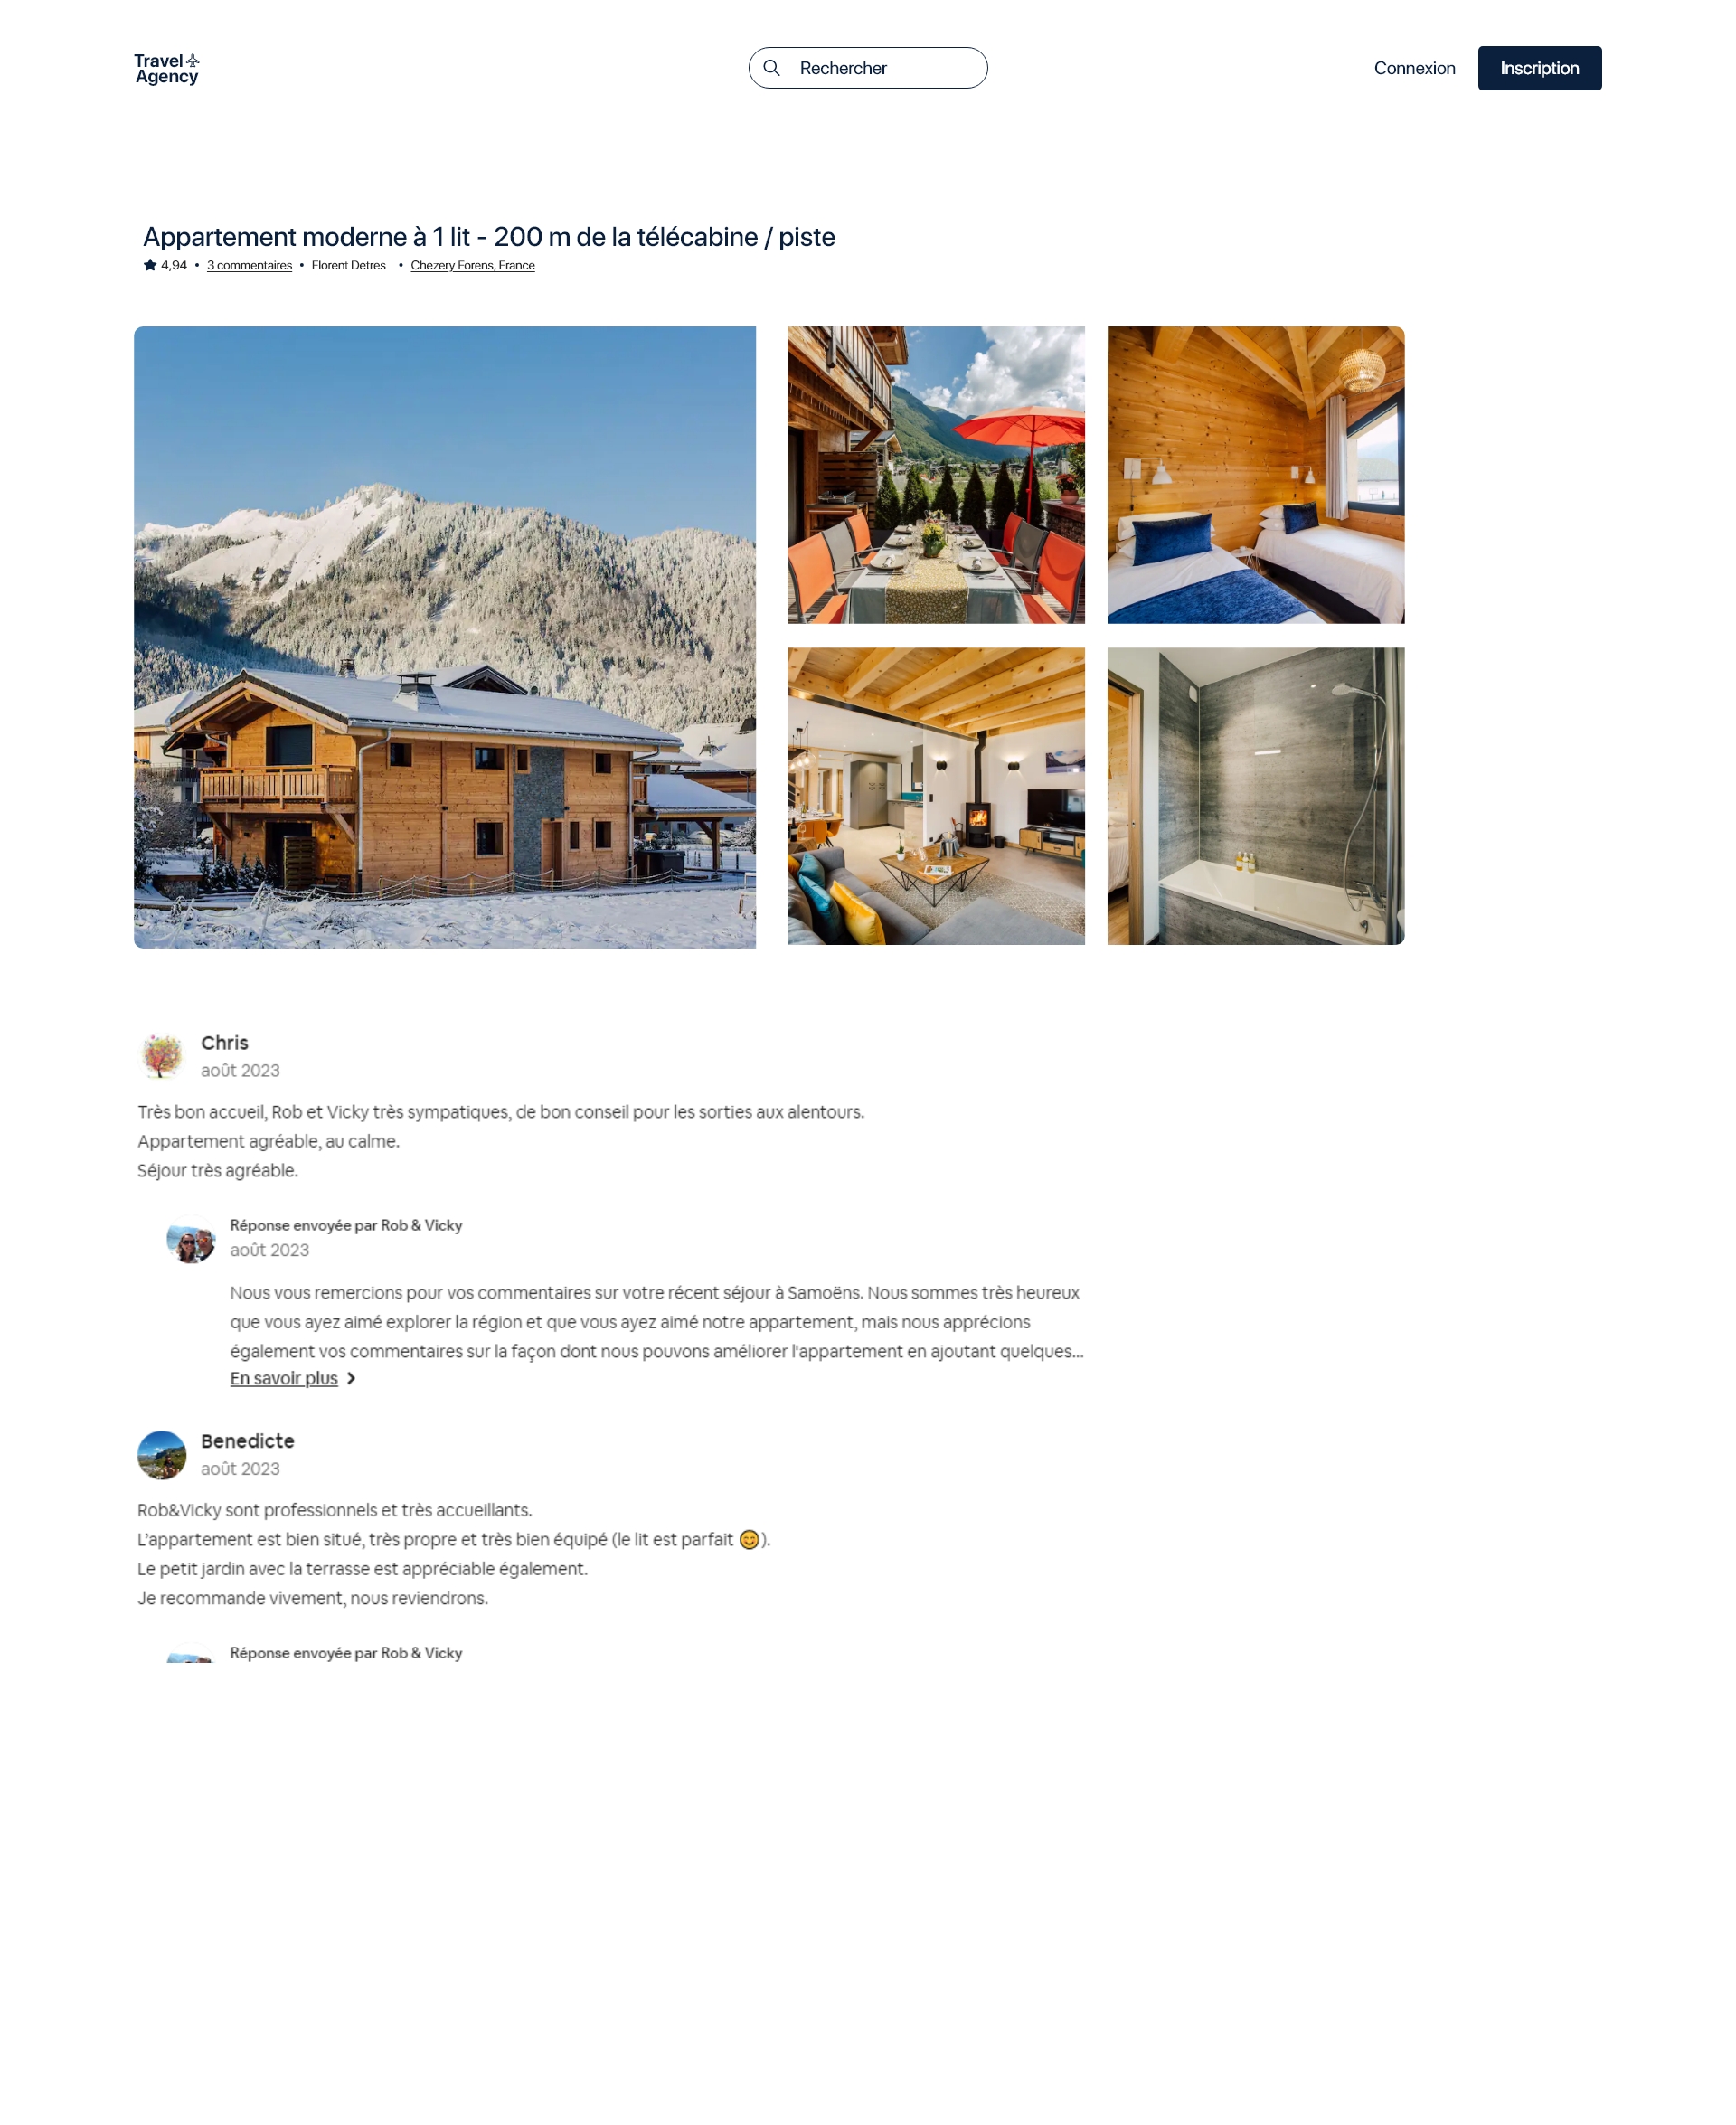 Travel
Agency
Rechercher
Connexion
Inscription
Appartement moderne à 1 lit - 200 m de la télécabine / piste
4,94 • 3 commentaires • Florent Detres • Chezery Forens, France
Chris
août 2023
Très bon accueil, Rob et Vicky très sympatiques, de bon conseil pour les sorties aux alentours.
Appartement agréable, au calme.
Séjour très agréable.
Réponse envoyée par Rob & Vicky
août 2023
Nous vous remercions pour vos commentaires sur votre récent séjour à Samoëns. Nous sommes très heureux
que vous ayez aimé explorer la région et que vous ayez aimé notre appartement, mais nous apprécions
également vos commentaires sur la façon dont nous pouvons améliorer l'appartement en ajoutant quelques...
En savoir plus
Benedicte
août 2023
Rob&Vicky sont professionnels et très accueillants.
L’appartement est bien situé, très propre et très bien équipé (le lit est parfait 😊).
Le petit jardin avec la terrasse est appréciable également.
Je recommande vivement, nous reviendrons.
Réponse envoyée par Rob & Vicky